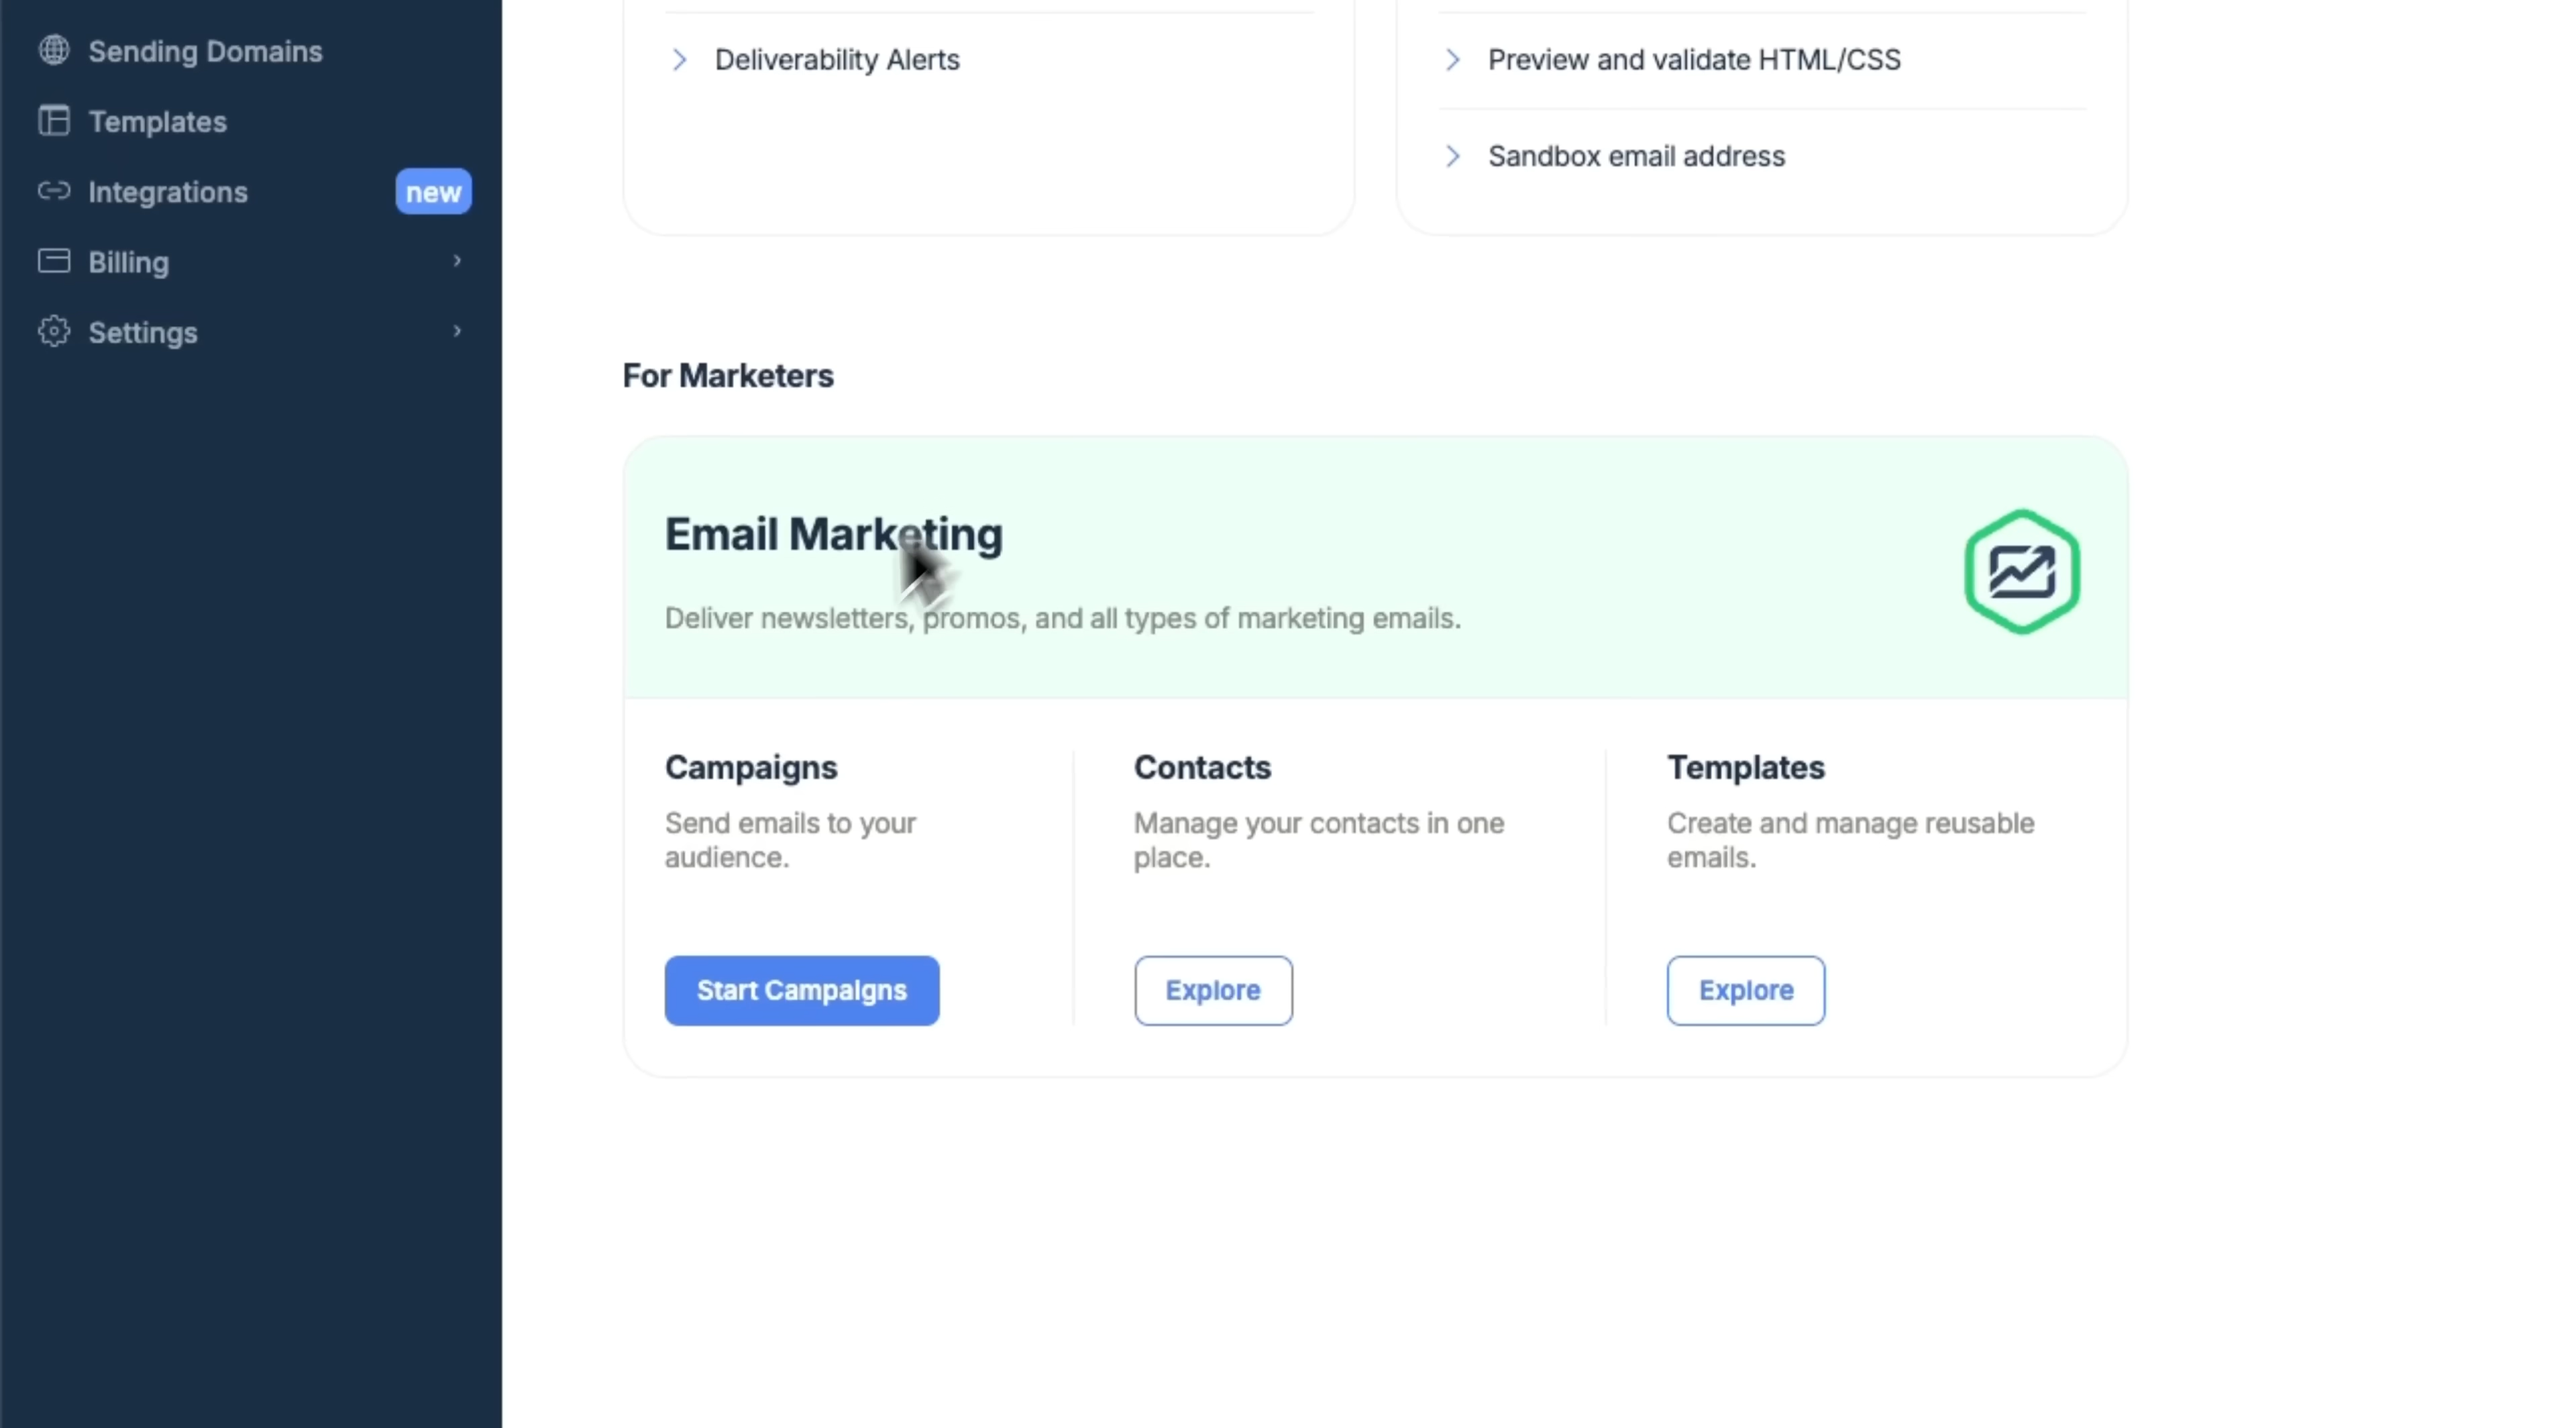 Sending Domains
Templates
Integrations
new
Billing
Settings
Deliverability Alerts
Preview and validate HTML/CSS
Sandbox email address
For Marketers
Email Marketing
Deliver newsletters, promos, and all types of marketing emails.
Campaigns
Send emails to your
audience.
Start Campaigns
Contacts
Manage your contacts in one
place.
Explore
Templates
Create and manage reusable
emails.
Explore